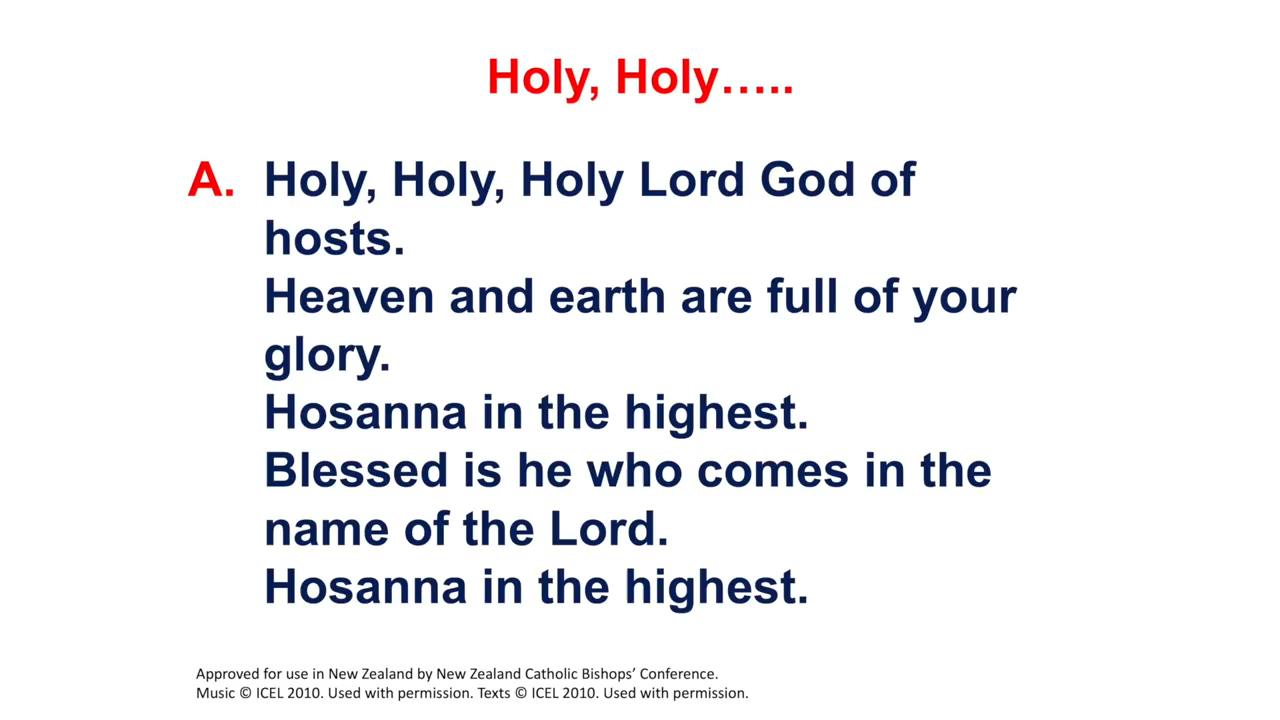 Holy, Holy…..
A. Holy, Holy, Holy Lord God of
hosts.
Heaven and earth are full of your
glory.
Hosanna in the highest.
Blessed is he who comes in the
name of the Lord.
Hosanna in the highest.
Approved for use in New Zealand by New Zealand Catholic Bishops’ Conference.
Music © ICEL 2010. Used with permission. Texts © ICEL 2010. Used with permission.